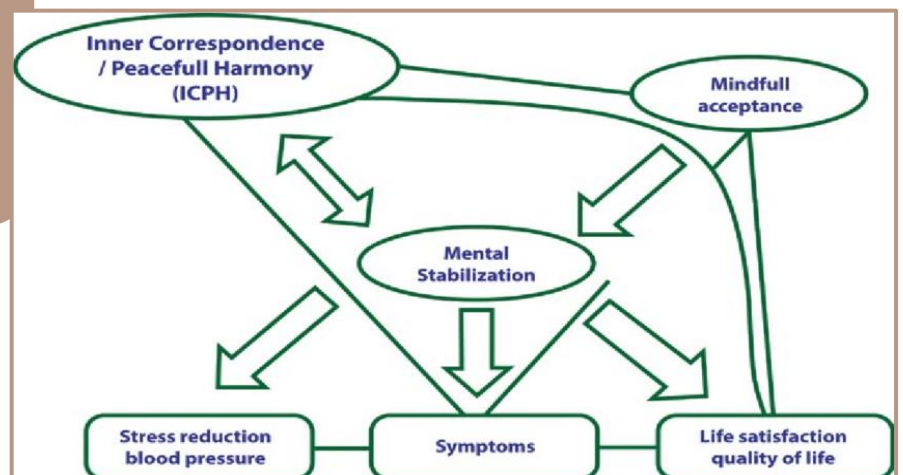 Inner Correspondence
/ Peacefull Harmony
(ICPH)
Mindfull
acceptance
Mental
Stabilization
Stress reduction
blood pressure
Symptoms
Life satisfaction
quality of life